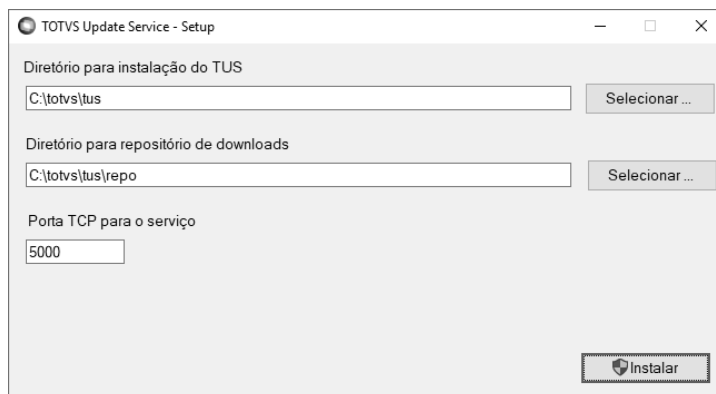 TOTVS Update Service - Setup
Diretório para instalação do TUS
C:\totvs\tus
Selecionar ...
Diretório para repositório de downloads
C:\totvs\tus\repo
Selecionar ...
Porta TCP para o serviço
5000
Instalar